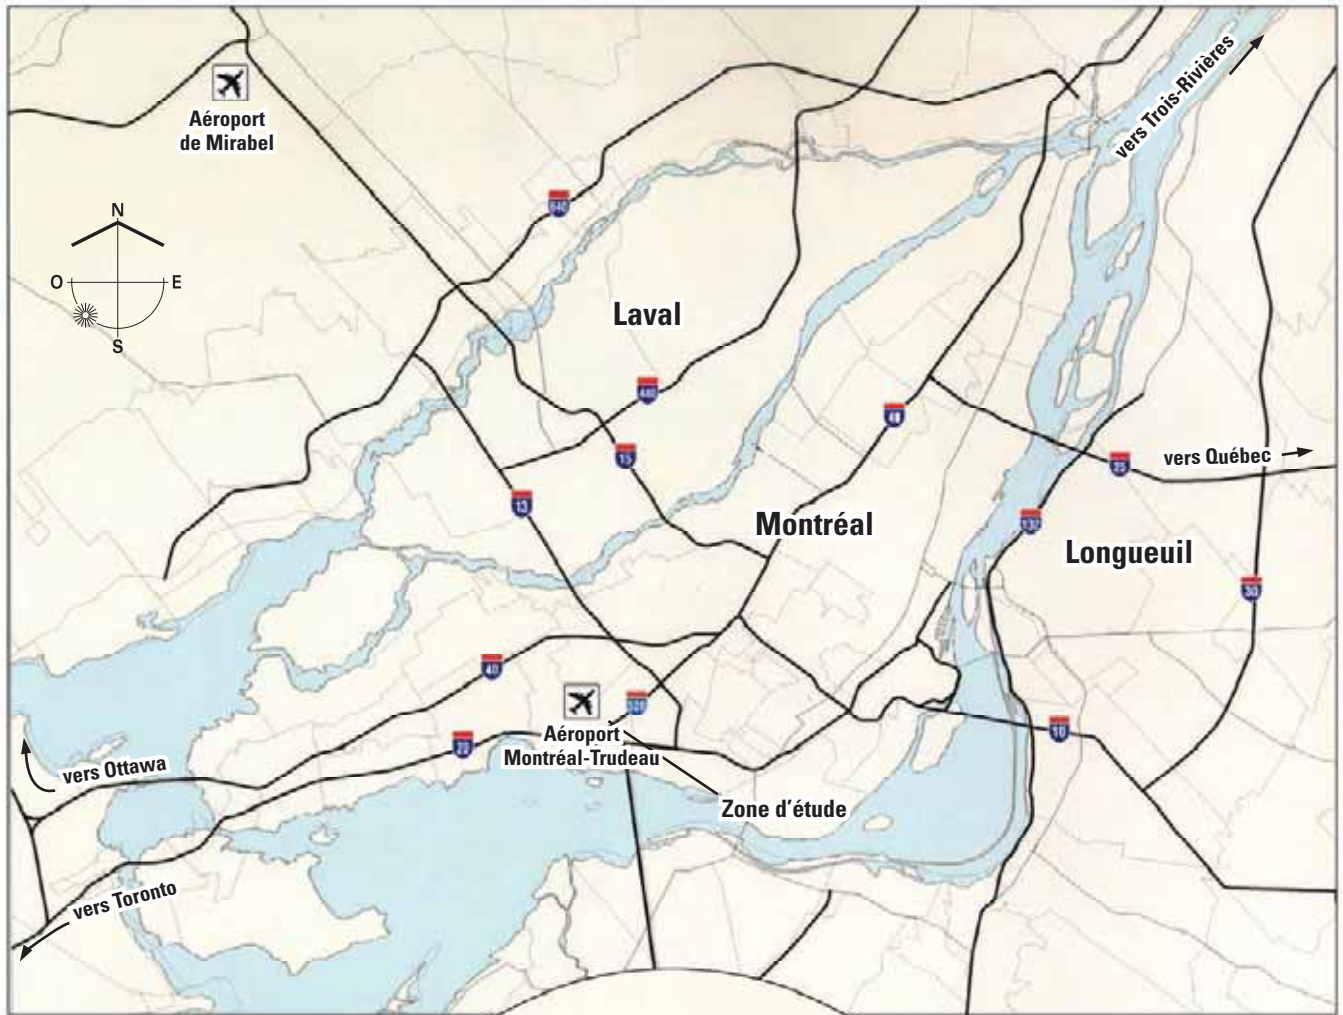 vers Trois-Rivières
Aéroport
de Mirabel
N
O
E
S
640
Laval
440
40
15
vers Québec
25
13
Montréal
132
Longueuil
30
40
520
Aéroport
Montréal-Trudeau
20
10
vers Ottawa
Zone d'étude
vers Toronto